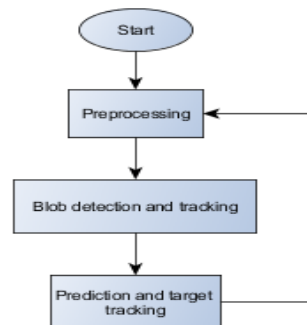 Start
Preprocessing
Blob detection and tracking
Prediction and target
tracking